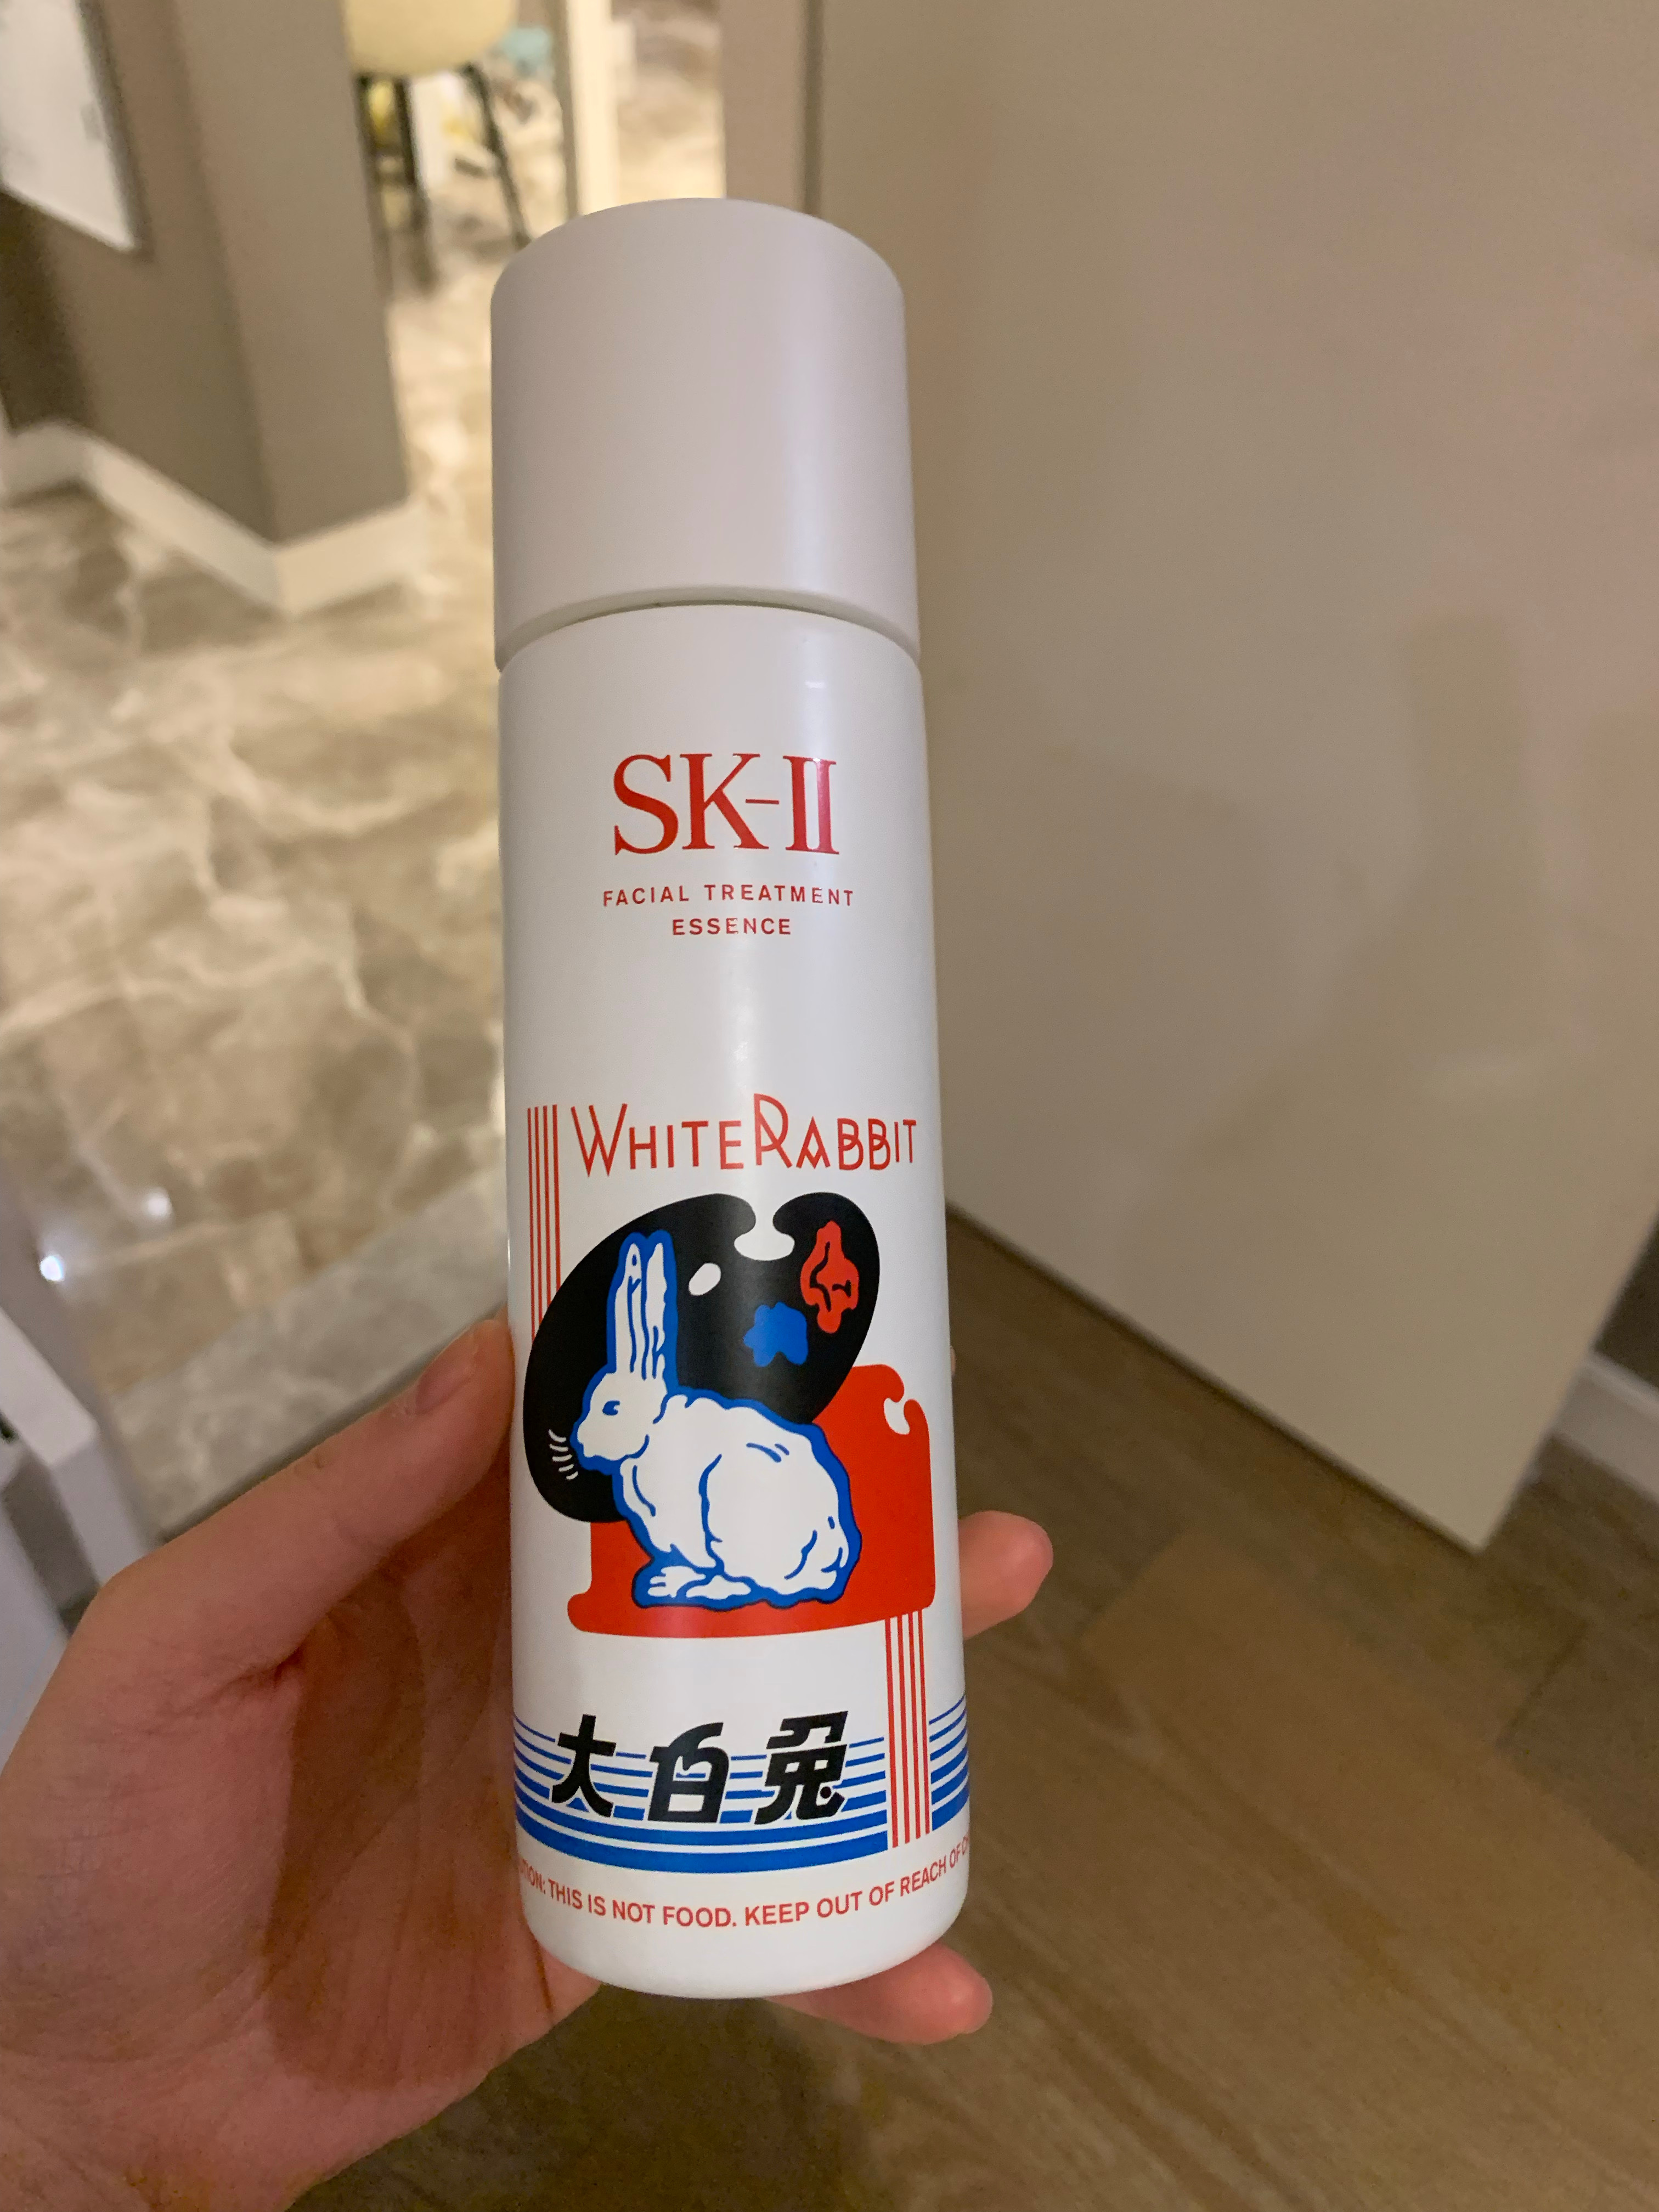 SK-II
FACIAL TREATMENT
ESSENCE
WHITE RABBIT
大白兔
THIS IS NOT FOOD. KEEP OUT OF REACH OF